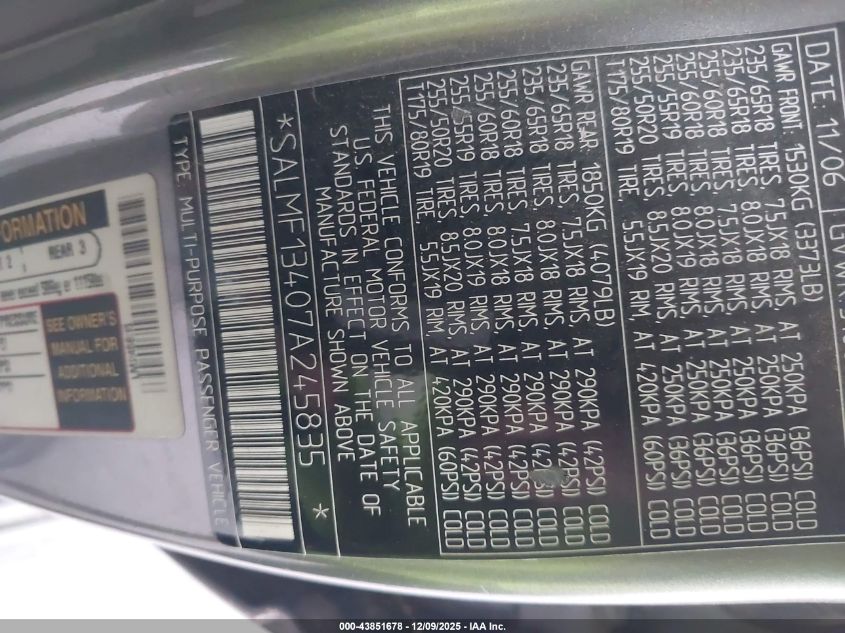 DATE: 11/06 GVWR:
GAWR FRONT: 1530KG (3373LB)
235/65R18 TIRES, 7.5JX18 RIMS, AT 250KPA (36PSI) COLD
235/65R18 TIRES, 8.0JX18 RIMS, AT 250KPA (36PSI) COLD
255/60R18 TIRES, 7.5JX18 RIMS, AT 250KPA (36PSI) COLD
255/60R18 TIRES, 8.0JX18 RIMS, AT 250KPA (36PSI) COLD
255/55R19 TIRES, 8.0JX19 RIMS, AT 250KPA (36PSI) COLD
255/50R20 TIRES, 8.5JX20 RIMS, AT 250KPA (36PSI) COLD
T175/80R19 TIRE, 5.5JX19 RIM, AT 420KPA (60PSI) COLD
GAWR REAR: 1850KG (4079LB)
235/65R18 TIRES, 7.5JX18 RIMS, AT 290KPA (42PSI) COLD
235/65R18 TIRES, 8.0JX18 RIMS, AT 290KPA (42PSI) COLD
255/60R18 TIRES, 7.5JX18 RIMS, AT 290KPA (42PSI) COLD
255/60R18 TIRES, 8.0JX18 RIMS, AT 290KPA (42PSI) COLD
255/55R19 TIRES, 8.0JX19 RIMS, AT 290KPA (42PSI) COLD
255/50R20 TIRES, 8.5JX20 RIMS, AT 290KPA (42PSI) COLD
T175/80R19 TIRE, 5.5JX19 RIM, AT 420KPA (60PSI) COLD
THIS VEHICLE CONFORMS TO ALL APPLICABLE
U.S. FEDERAL MOTOR VEHICLE SAFETY
STANDARDS IN EFFECT ON THE DATE OF
MANUFACTURE SHOWN ABOVE
*SALMF13407A245835 *
TYPE: MULTI-PURPOSE PASSENGER VEHICLE
REAR 3
SEE OWNER'S
MANUAL FOR
ADDITIONAL
INFORMATION
000-43851678 - 12/09/2025 - IAA Inc.